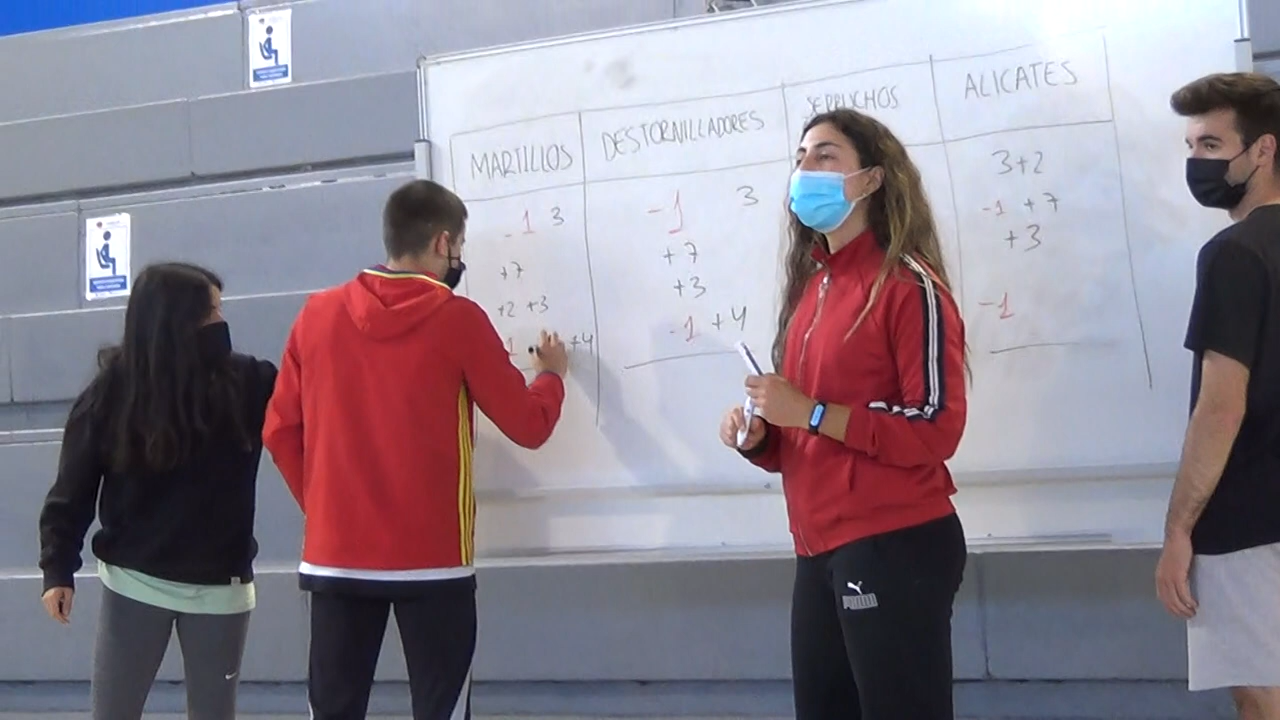 MARTILLOS DESTORNILLADORES SERRUCHOS ALICATES
-1 3 -1 3 3+2
+7 +7 -1 +7
+2 +3 +3 +3
1 +4 -1 +4 -1
PUMA